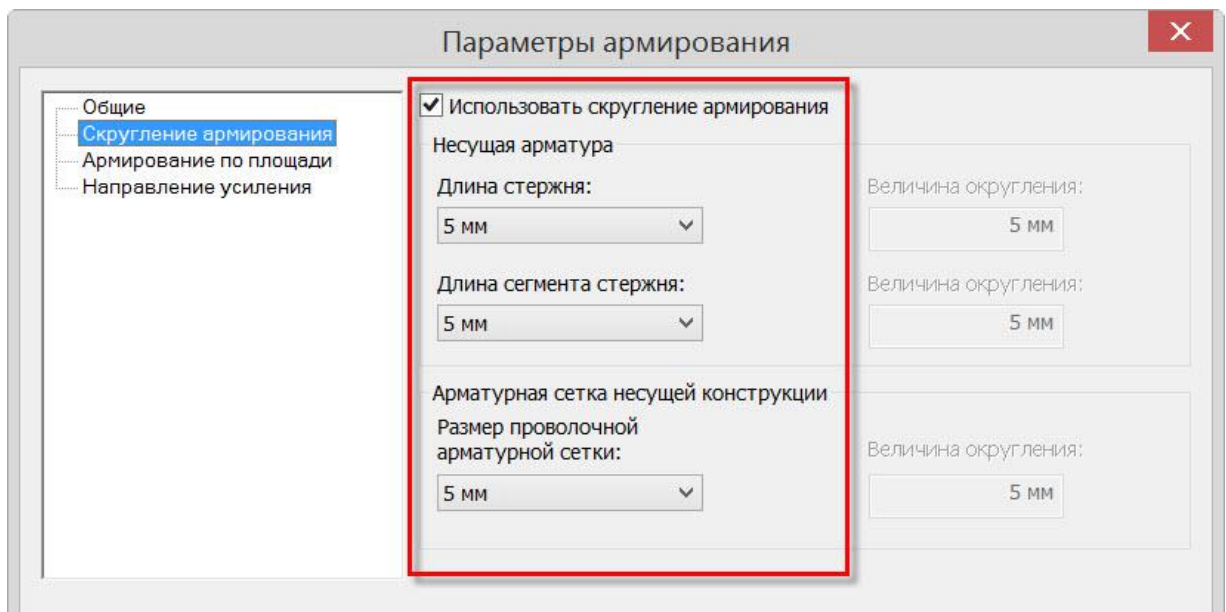 Параметры армирования
Общие
Скругление армирования
Армирование по площади
Направление усиления
Использовать скругление армирования
Несущая арматура
Длина стержня:
Величина округления:
5 мм
5 мм
Длина сегмента стержня:
Величина округления:
5 мм
5 мм
Арматурная сетка несущей конструкции
Размер проволочной
арматурной сетки:
Величина округления:
5 мм
5 мм